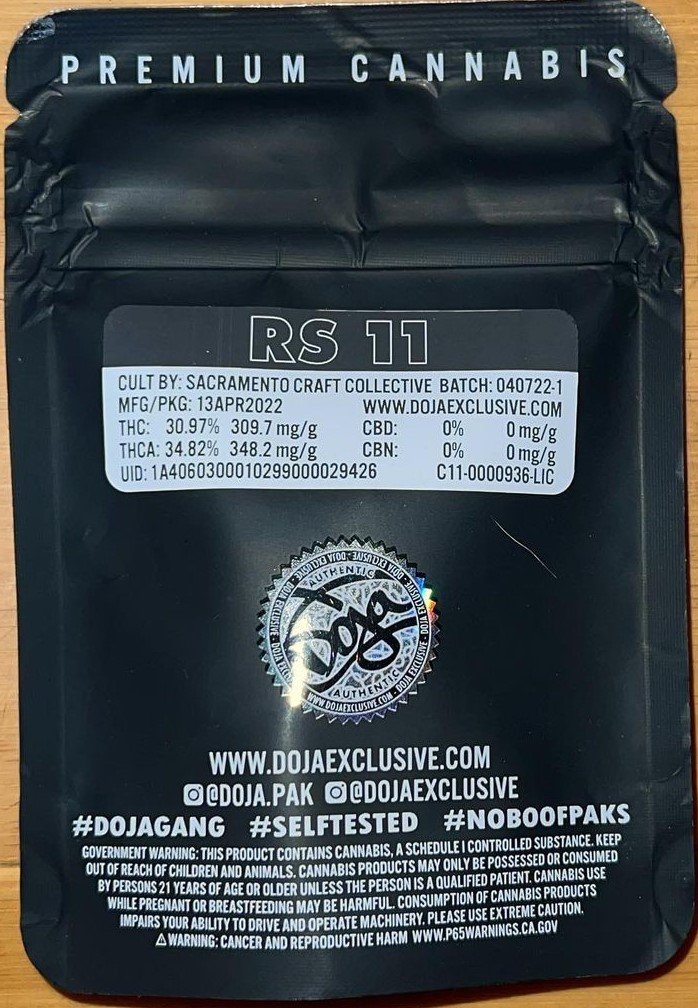 PREMIUM CANNABIS
RS 11
CULT BY: SACRAMENTO CRAFT COLLECTIVE BATCH: 040722-1
MFG/PKG: 13APR2022 WWW.DOJAEXCLUSIVE.COM
THC: 30.97% 309.7 mg/g CBD: 0% 0 mg/g
THCA: 34.82% 348.2 mg/g CBN: 0% 0 mg/g
UID: 1A4060300010299000029426 C11-0000936-LIC
DOJA EXCLUSIVE · DOJA EXCLUSIVE
AUTHENTIC
Doja
AUTHENTIC
WWW.DOJAEXCLUSIVE.COM
WWW.DOJAEXCLUSIVE.COM
@DOJA.PAK @DOJAEXCLUSIVE
#DOJAGANG #SELFTESTED #NOBOOFPAKS
GOVERNMENT WARNING: THIS PRODUCT CONTAINS CANNABIS, A SCHEDULE I CONTROLLED SUBSTANCE. KEEP
OUT OF REACH OF CHILDREN AND ANIMALS. CANNABIS PRODUCTS MAY ONLY BE POSSESSED OR CONSUMED
BY PERSONS 21 YEARS OF AGE OR OLDER UNLESS THE PERSON IS A QUALIFIED PATIENT. CANNABIS USE
WHILE PREGNANT OR BREASTFEEDING MAY BE HARMFUL. CONSUMPTION OF CANNABIS PRODUCTS
IMPAIRS YOUR ABILITY TO DRIVE AND OPERATE MACHINERY. PLEASE USE EXTREME CAUTION.
⚠WARNING: CANCER AND REPRODUCTIVE HARM WWW.P65WARNINGS.CA.GOV